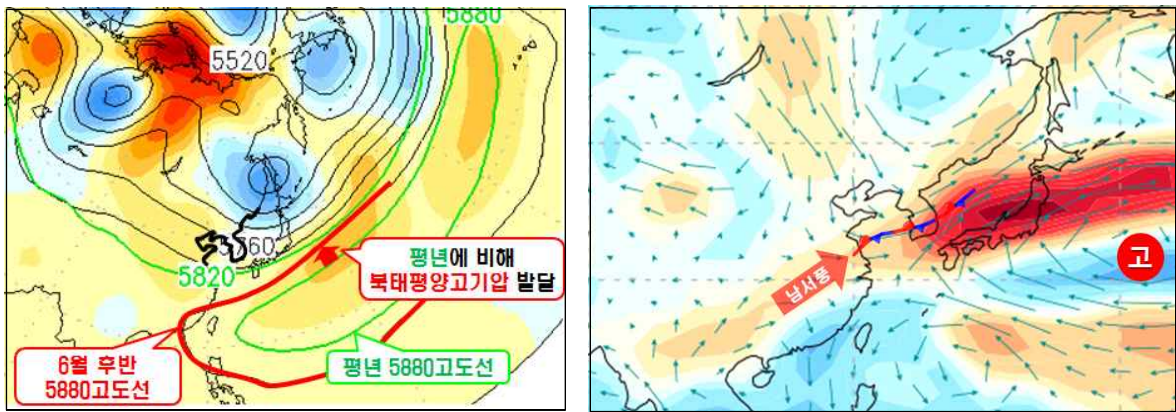 5520
5880
5760
5820
평년에 비해
북태평양고기압 발달
6월 후반
5880고도선
평년 5880고도선
남서풍
고